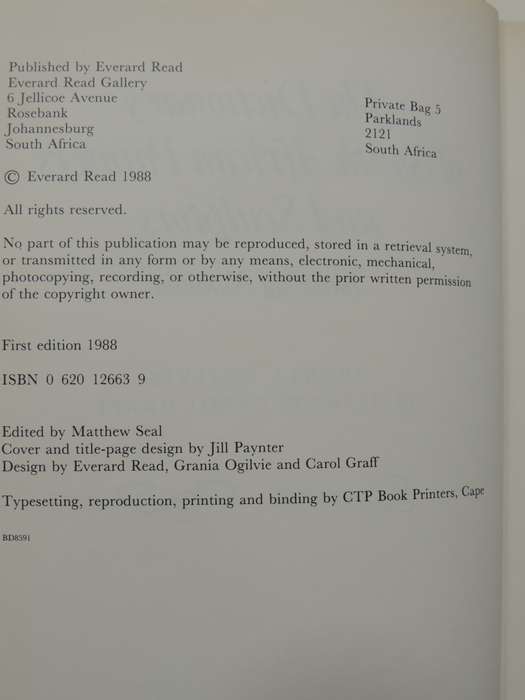 Published by Everard Read
Everard Read Gallery
6 Jellicoe Avenue
Rosebank
Johannesburg
South Africa
Private Bag 5
Parklands
2121
South Africa
© Everard Read 1988
All rights reserved.
No part of this publication may be reproduced, stored in a retrieval system,
or transmitted in any form or by any means, electronic, mechanical,
photocopying, recording, or otherwise, without the prior written permission
of the copyright owner.
First edition 1988
ISBN 0 620 12663 9
Edited by Matthew Seal
Cover and title-page design by Jill Paynter
Design by Everard Read, Grania Ogilvie and Carol Graff
Typesetting, reproduction, printing and binding by CTP Book Printers, Cape
BD8591